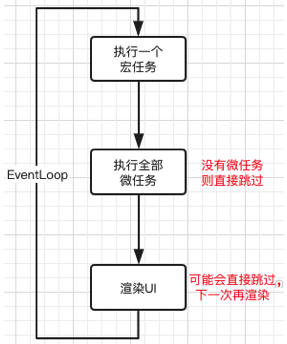 执行一个
宏任务
执行全部
微任务
没有微任务
则直接跳过
EventLoop
渲染UI
可能会直接跳过，
下一次再渲染